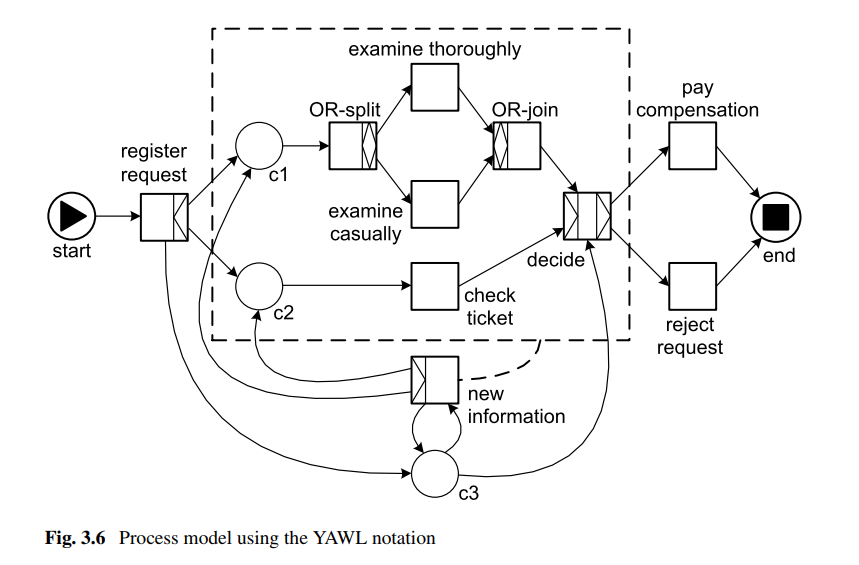 examine thoroughly
OR-split
OR-join
pay
compensation
register
request
c1
start
examine
casually
decide
end
c2
check
ticket
reject
request
new
information
c3
Fig. 3.6 Process model using the YAWL notation